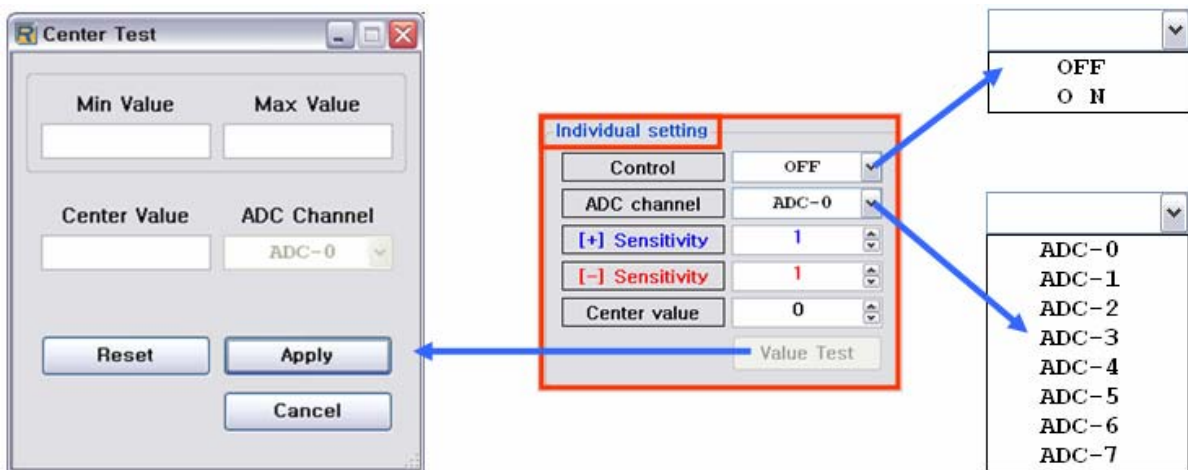 Center Test
Min Value Max Value
Center Value ADC Channel
ADC-0
Reset Apply
Cancel
Individual setting
Control OFF
ADC channel ADC-0
[+] Sensitivity 1
[-] Sensitivity 1
Center value 0
Value Test
OFF
O N
ADC-0
ADC-1
ADC-2
ADC-3
ADC-4
ADC-5
ADC-6
ADC-7